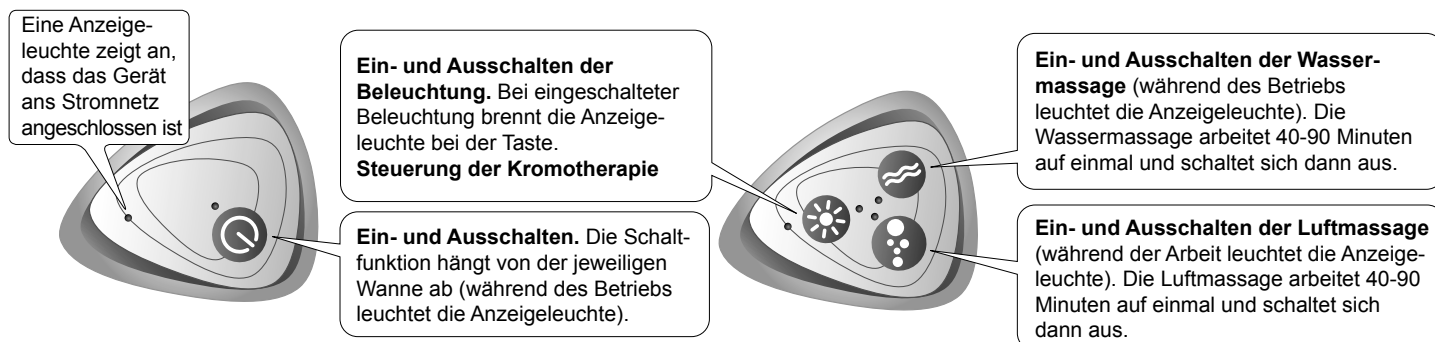 Eine Anzeige-
leuchte zeigt an,
dass das Gerät
ans Stromnetz
angeschlossen ist
Ein- und Ausschalten der
Beleuchtung. Bei eingeschalteter
Beleuchtung brennt die Anzeige-
leuchte bei der Taste.
Steuerung der Kromotherapie
Ein- und Ausschalten. Die Schalt-
funktion hängt von der jeweiligen
Wanne ab (während des Betriebs
leuchtet die Anzeigeleuchte).
Ein- und Ausschalten der Wasser-
massage (während des Betriebs
leuchtet die Anzeigeleuchte). Die
Wassermassage arbeitet 40-90 Minuten
auf einmal und schaltet sich dann aus.
Ein- und Ausschalten der Luftmassage
(während der Arbeit leuchtet die Anzeige-
leuchte). Die Luftmassage arbeitet 40-90
Minuten auf einmal und schaltet sich
dann aus.